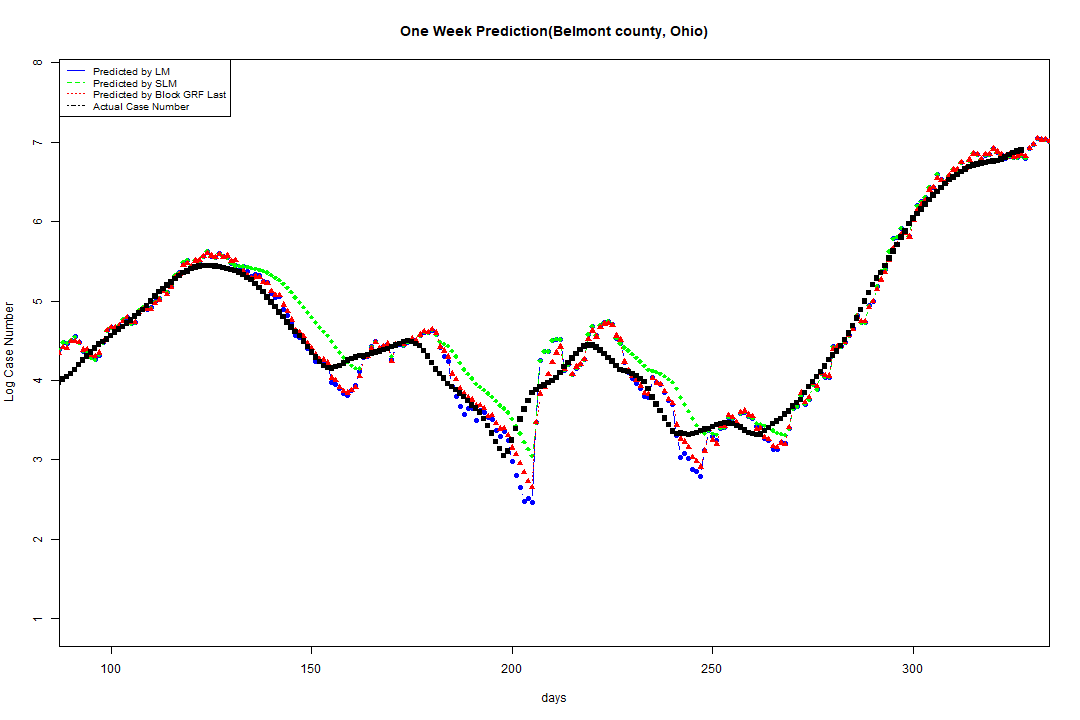 One Week Prediction(Belmont county, Ohio)
Predicted by LM
Predicted by SLM
Predicted by Block GRF Last
Actual Case Number
8
7
6
5
4
3
2
1
Log Case Number
100 150 200 250 300
days